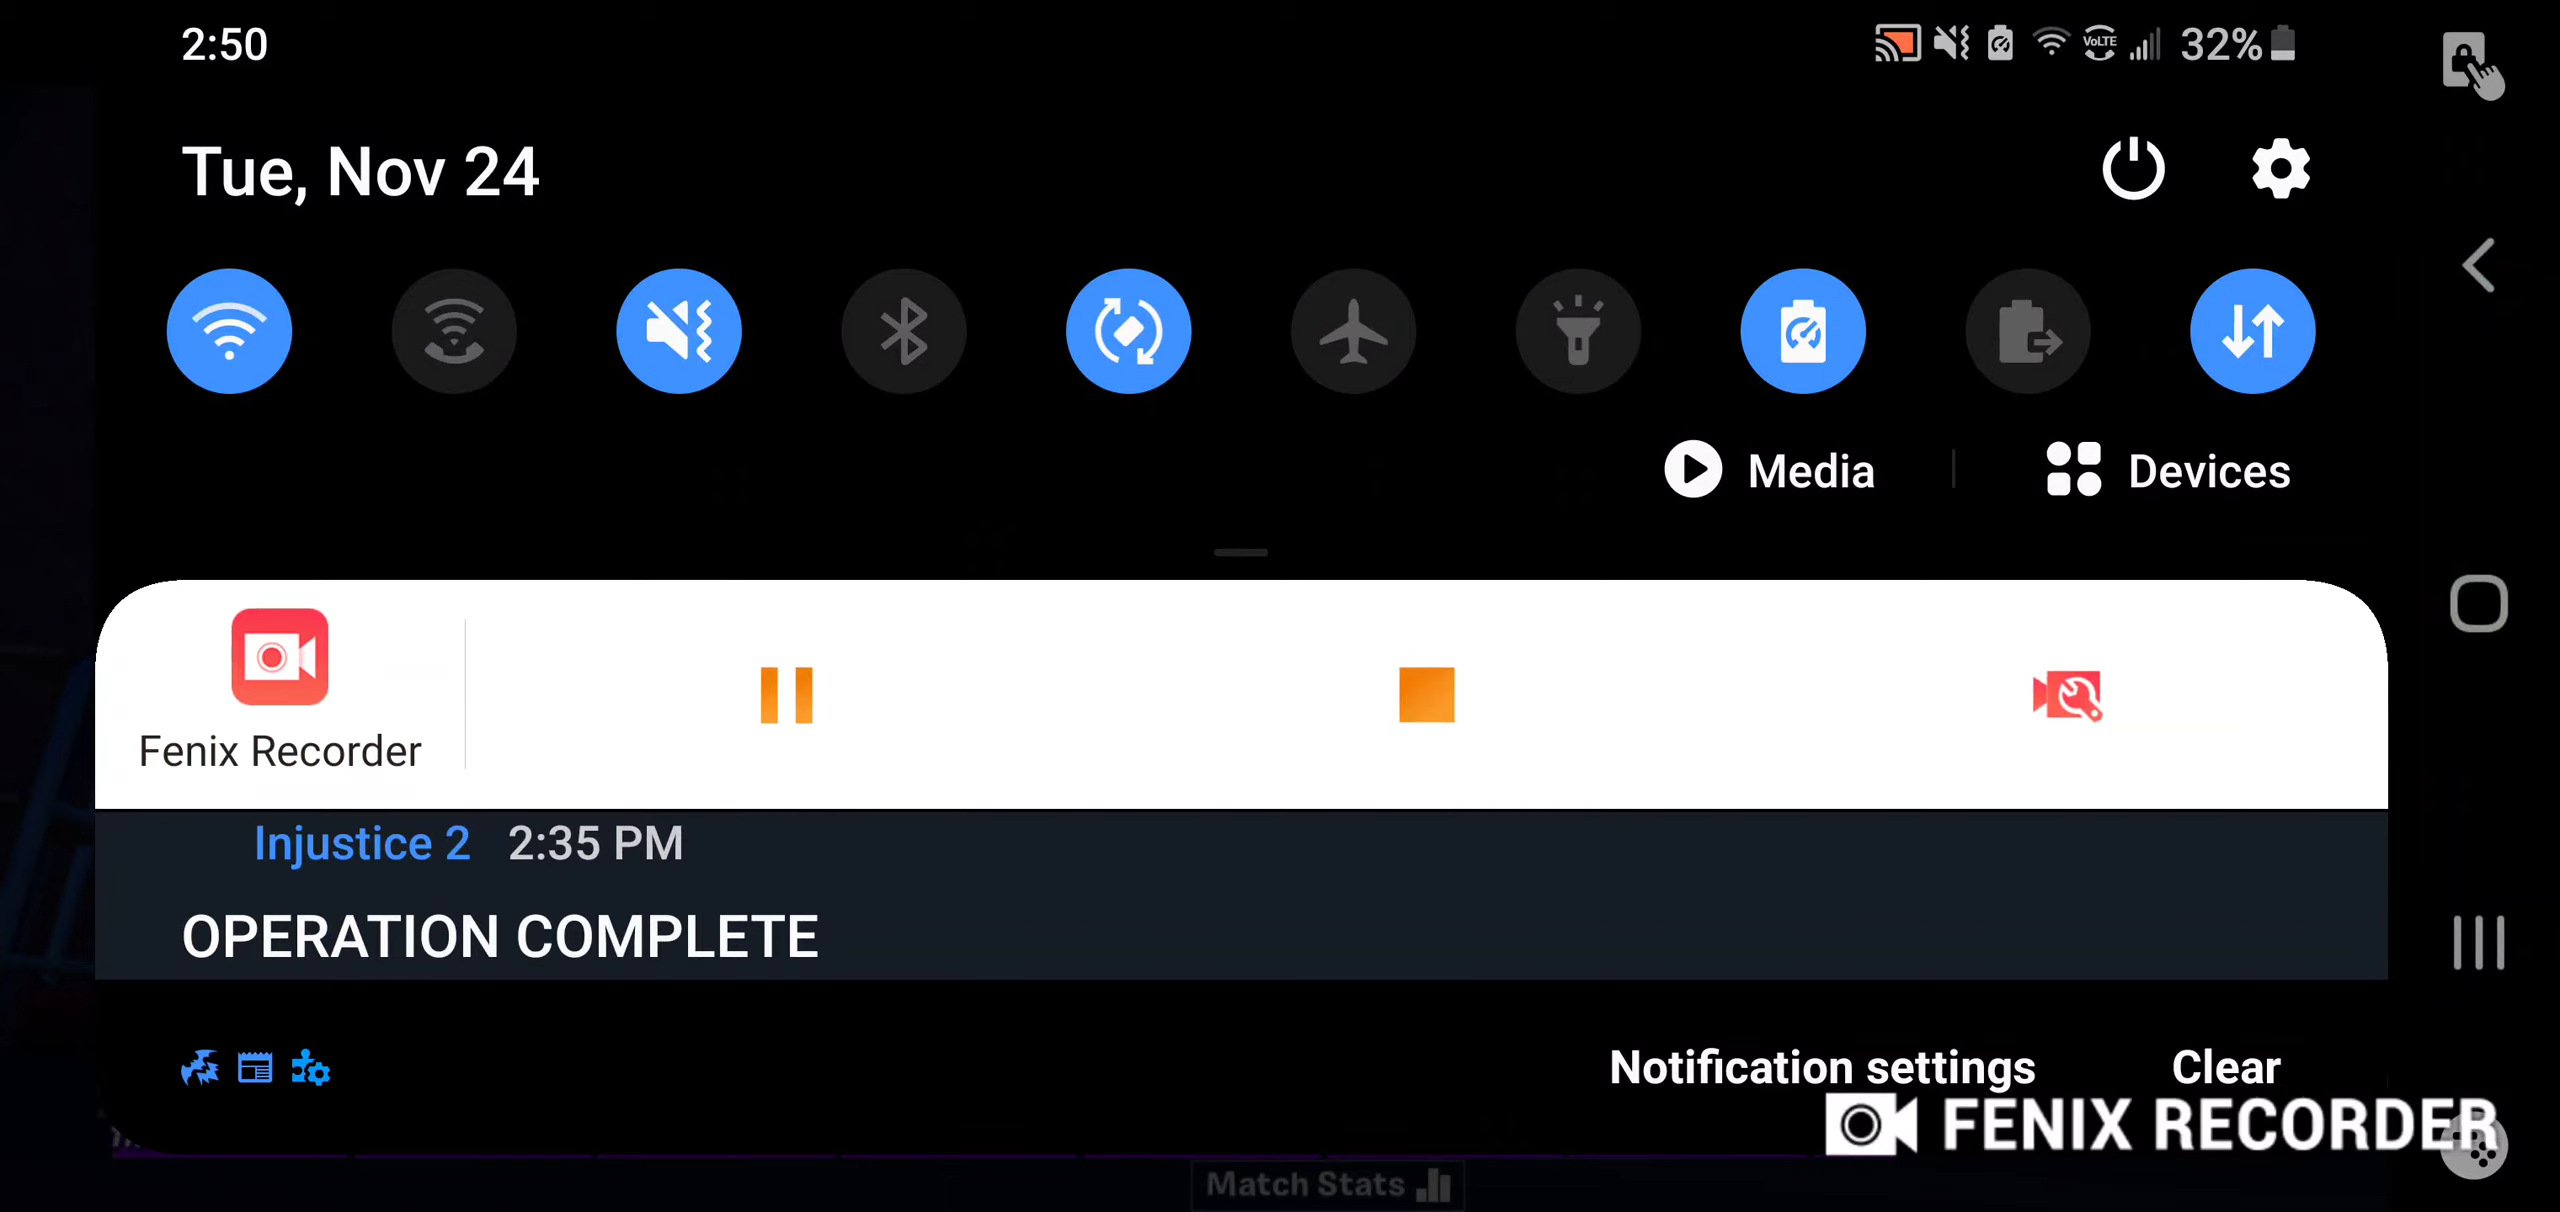 2:50
VoLTE
32%
Tue, Nov 24
Media
Devices
Fenix Recorder
Injustice 2 2:35 PM
OPERATION COMPLETE
Notification settings
Clear
FENIX RECORDER
Match Stats